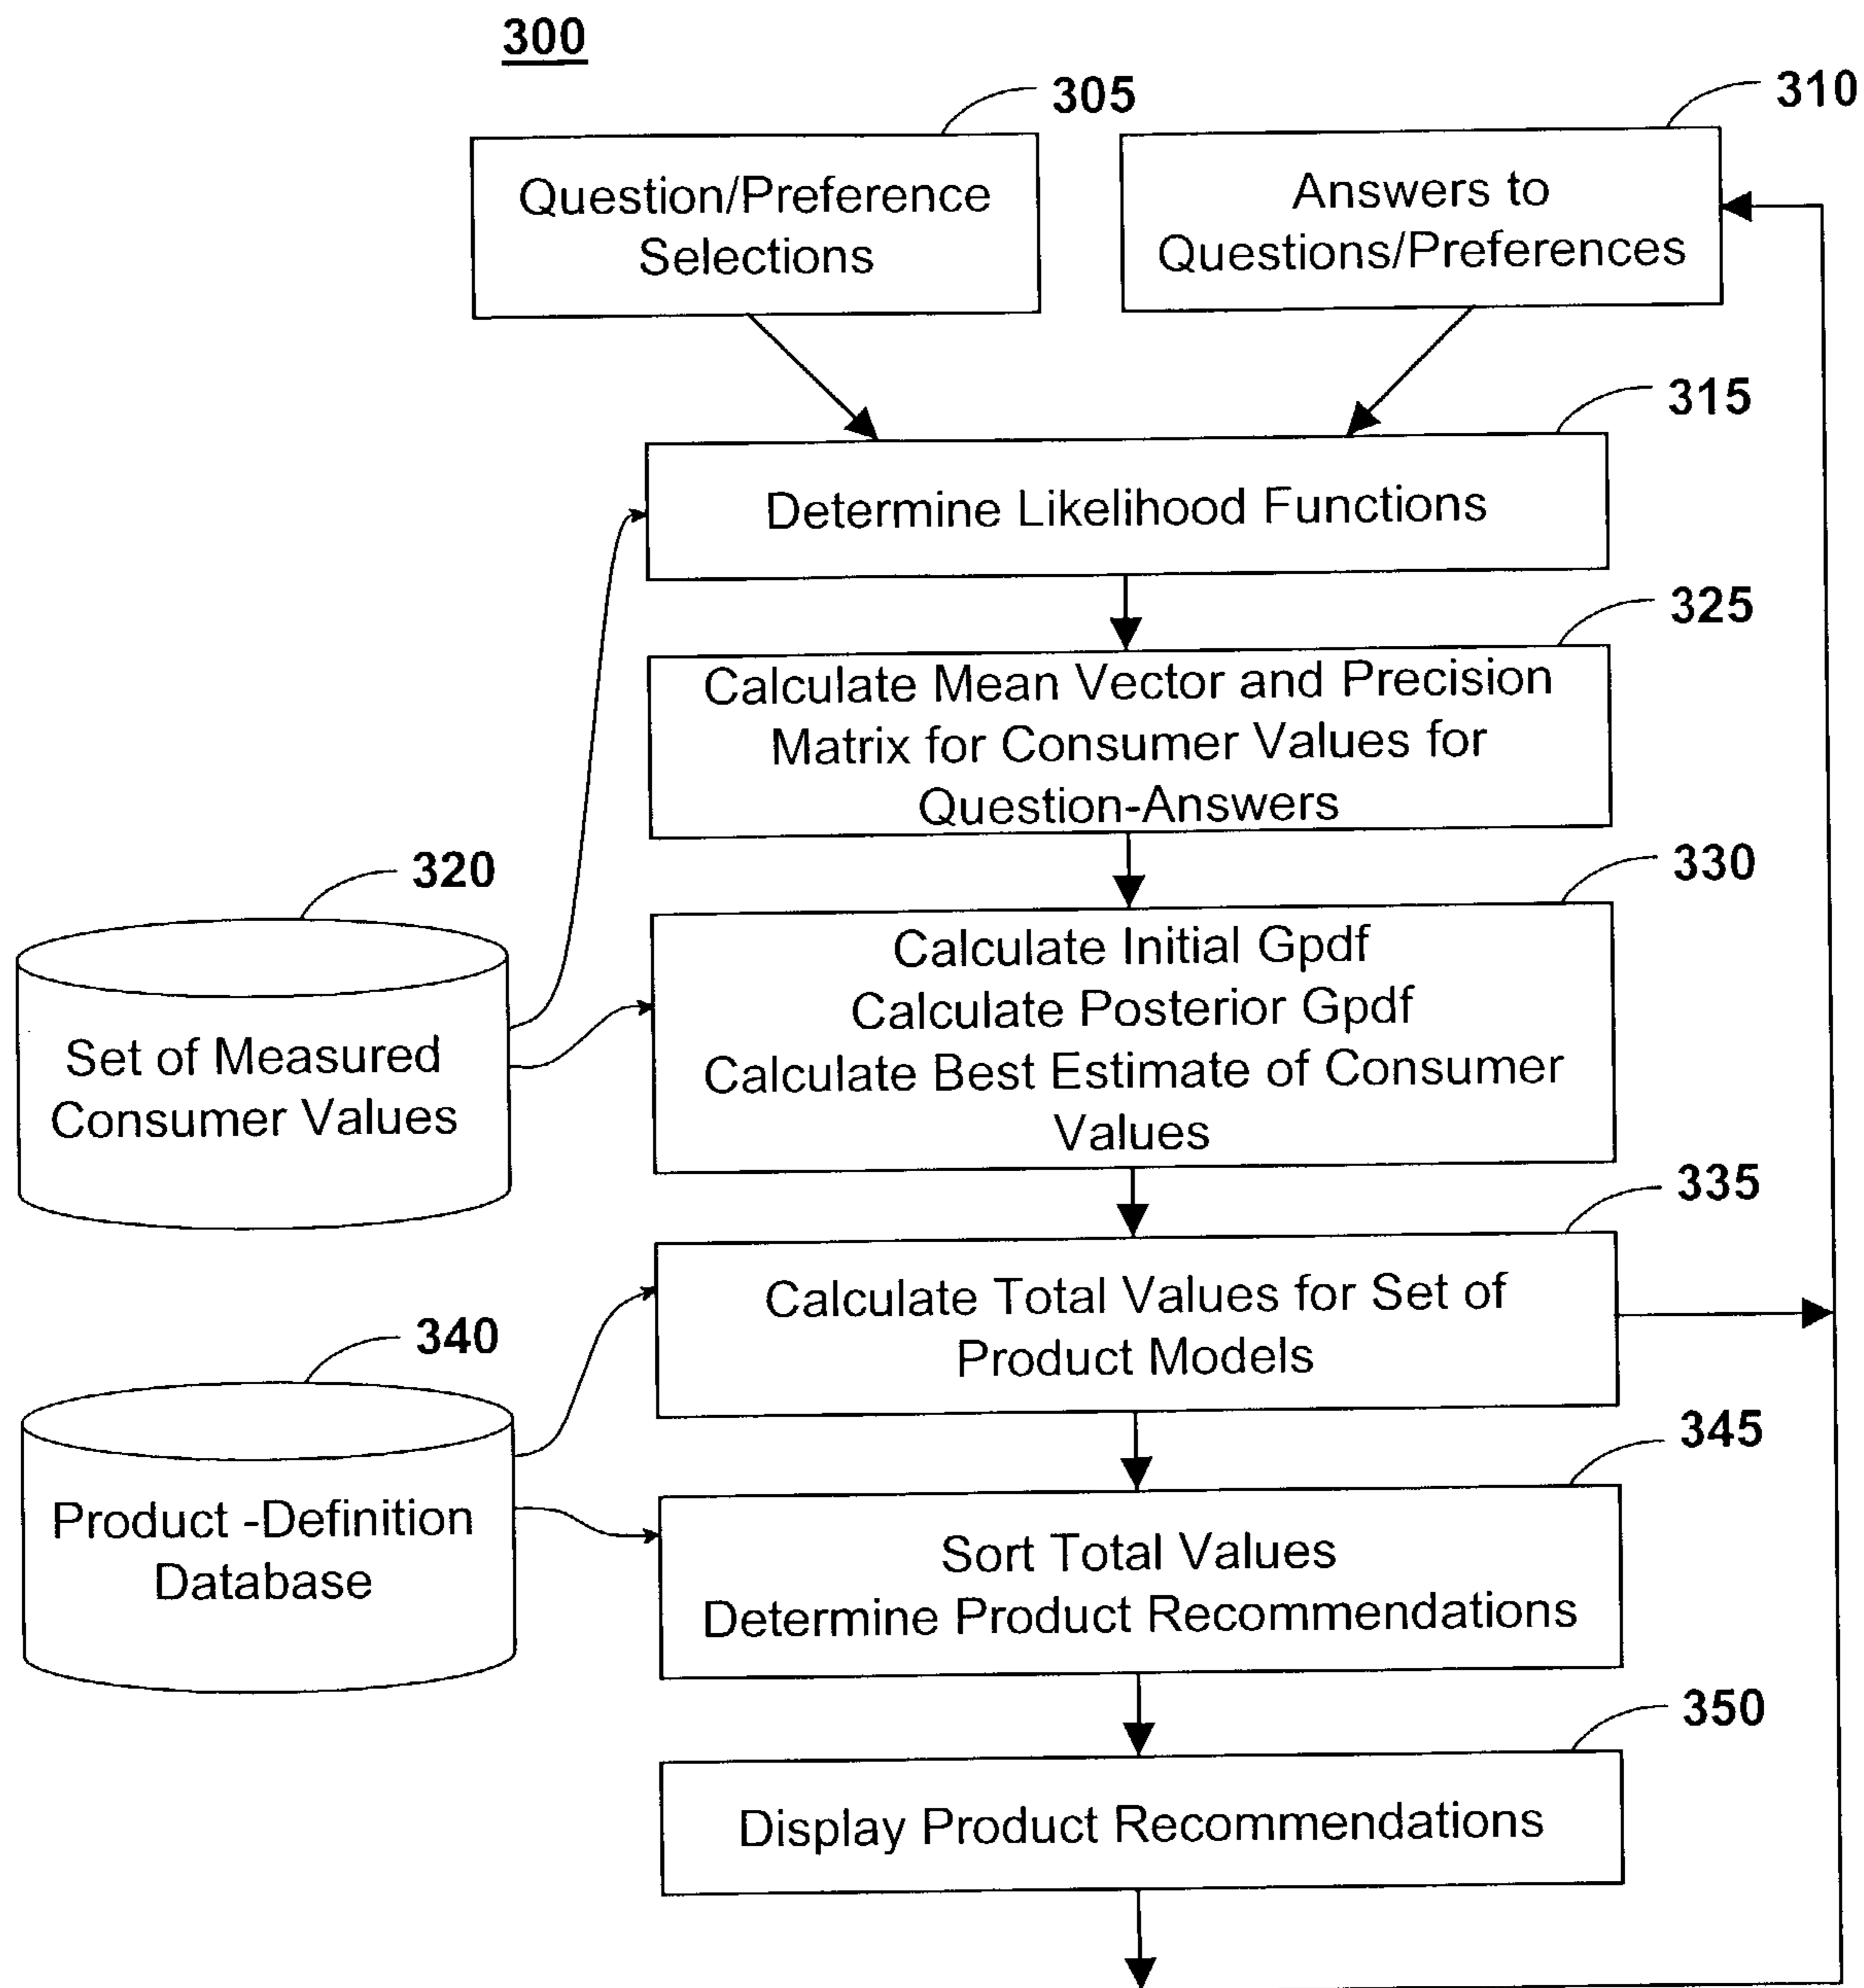 300
305
310
Question/Preference
Selections
Answers to
Questions/Preferences
315
Determine Likelihood Functions
325
Calculate Mean Vector and Precision
Matrix for Consumer Values for
Question-Answers
320
330
Set of Measured
Consumer Values
Calculate Initial Gpdf
Calculate Posterior Gpdf
Calculate Best Estimate of Consumer
Values
335
Calculate Total Values for Set of
Product Models
340
345
Product -Definition
Database
Sort Total Values
Determine Product Recommendations
350
Display Product Recommendations